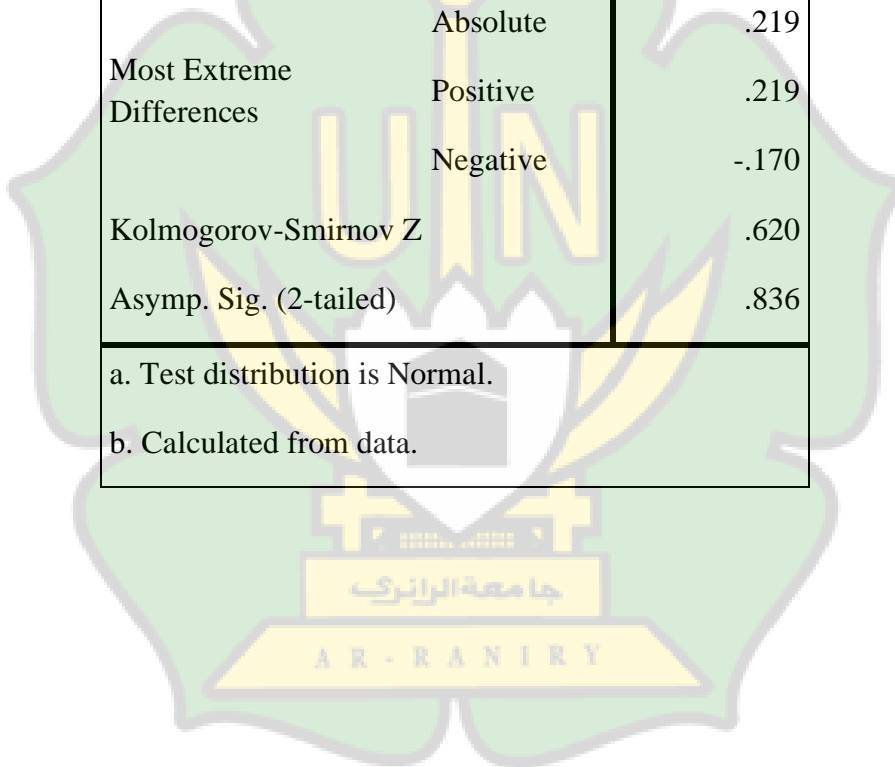 Absolute .219
Most Extreme
Differences
Positive .219
Negative -.170
Kolmogorov-Smirnov Z .620
Asymp. Sig. (2-tailed) .836
a. Test distribution is Normal.
b. Calculated from data.
UIN
جامعة الرانري
AR-RANIRY